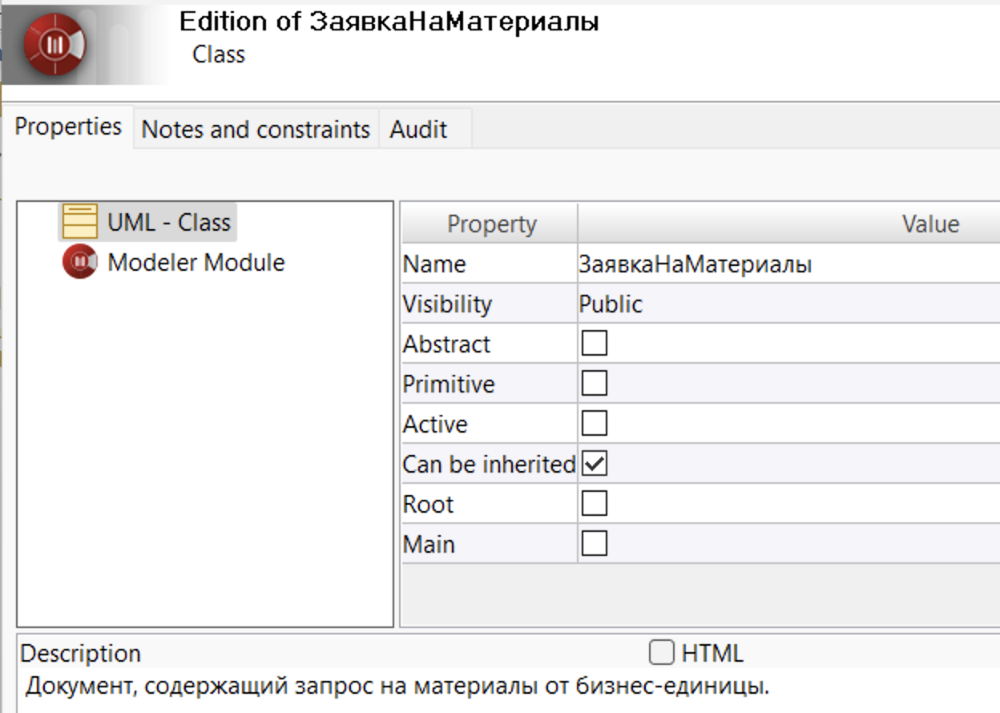 Edition of ЗаявкаНаМатериалы
Class
Properties Notes and constraints Audit
UML - Class
Modeler Module
Property Value
Name ЗаявкаНаМатериалы
Visibility Public
Abstract
Primitive
Active
Can be inherited
Root
Main
Description HTML
Документ, содержащий запрос на материалы от бизнес-единицы.